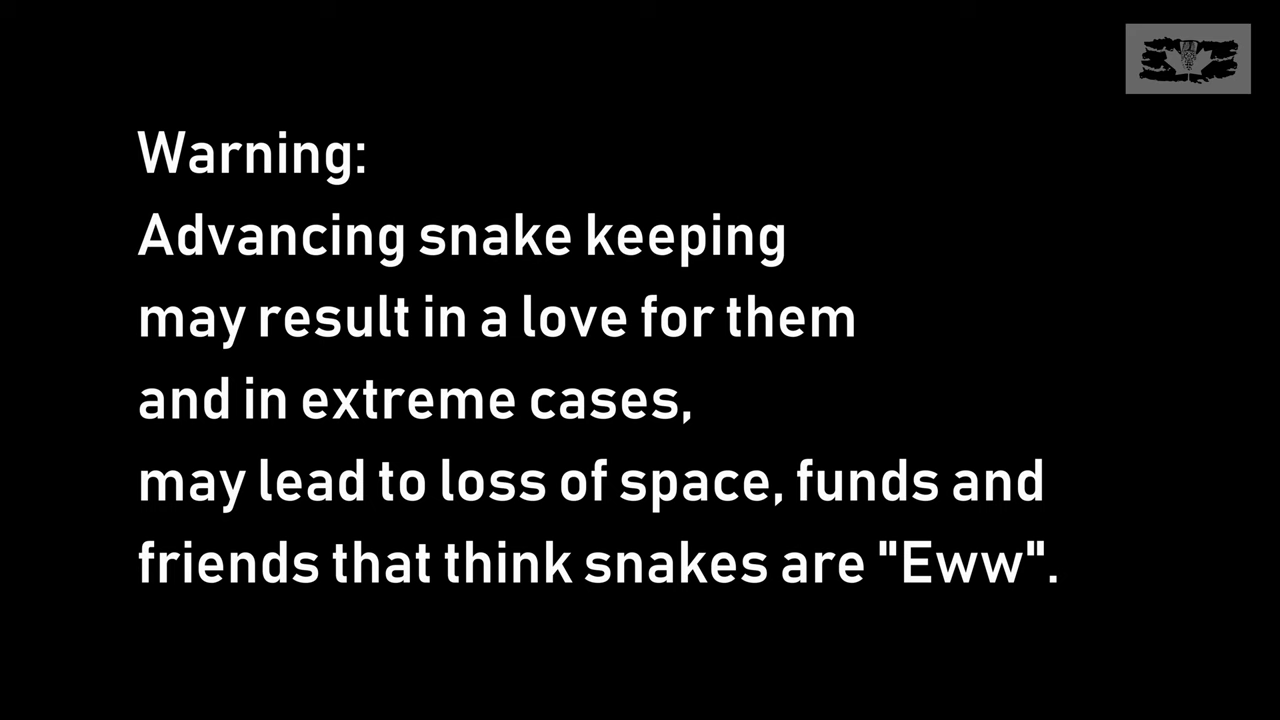 Warning:
Advancing snake keeping
may result in a love for them
and in extreme cases,
may lead to loss of space, funds and
friends that think snakes are "Eww".